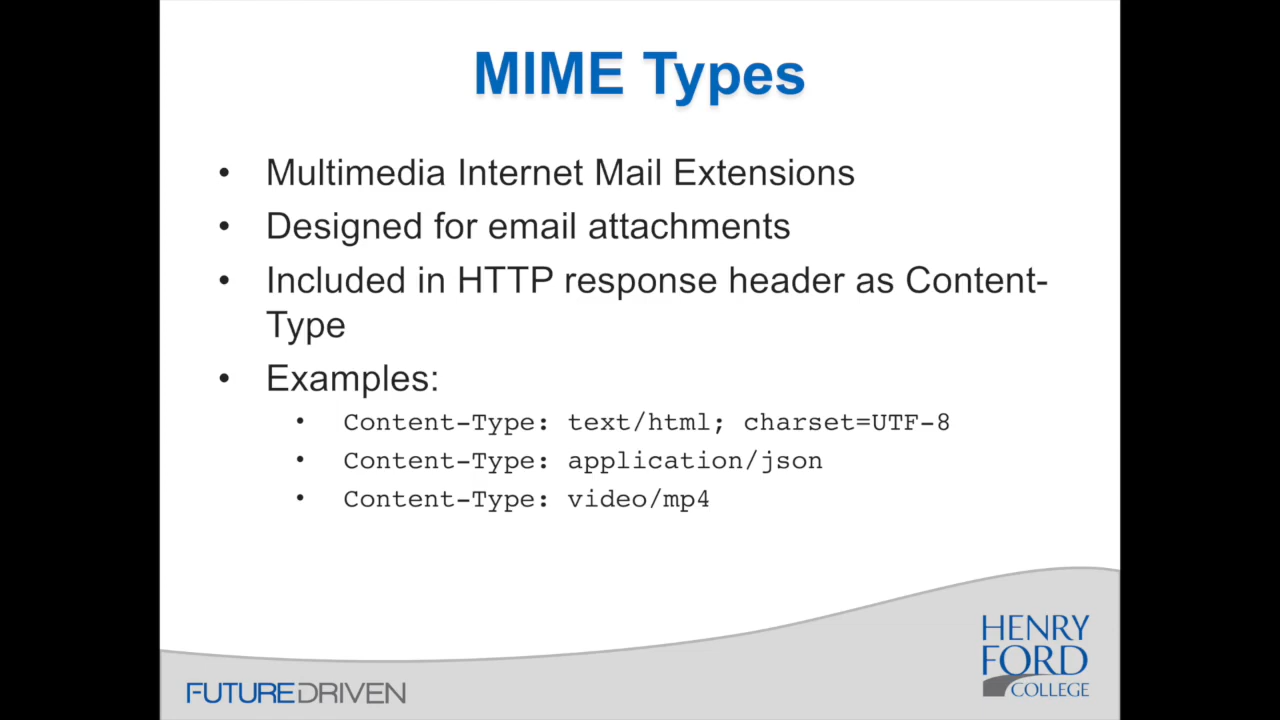 MIME Types
• Multimedia Internet Mail Extensions
• Designed for email attachments
• Included in HTTP response header as Content-
Type
• Examples:
• Content-Type: text/html; charset=UTF-8
• Content-Type: application/json
• Content-Type: video/mp4
FUTUREDRIVEN
HENRY
FORD
COLLEGE